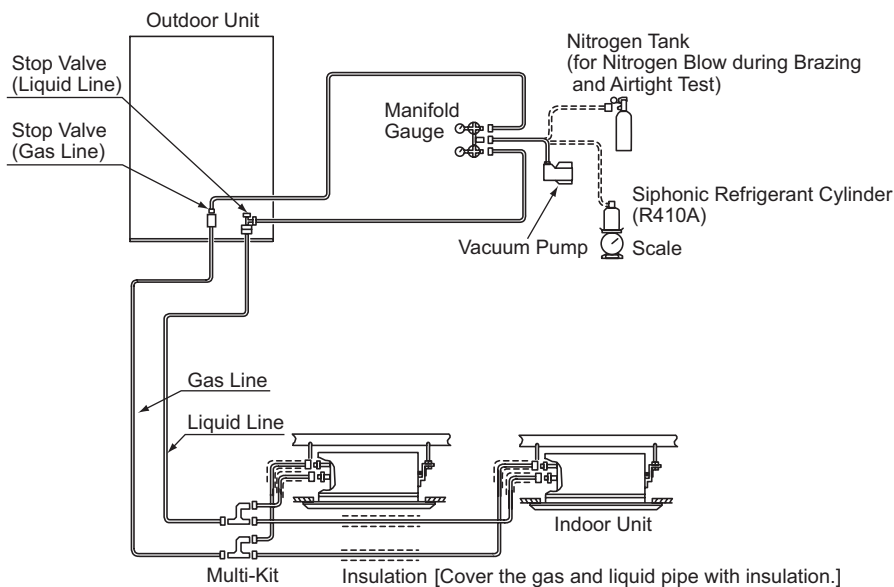 Outdoor Unit
Stop Valve
(Liquid Line)
Stop Valve
(Gas Line)
Manifold
Gauge
Nitrogen Tank
(for Nitrogen Blow during Brazing
and Airtight Test)
Siphonic Refrigerant Cylinder
(R410A)
Vacuum Pump
Scale
Gas Line
Liquid Line
Indoor Unit
Multi-Kit
Insulation [Cover the gas and liquid pipe with insulation.]